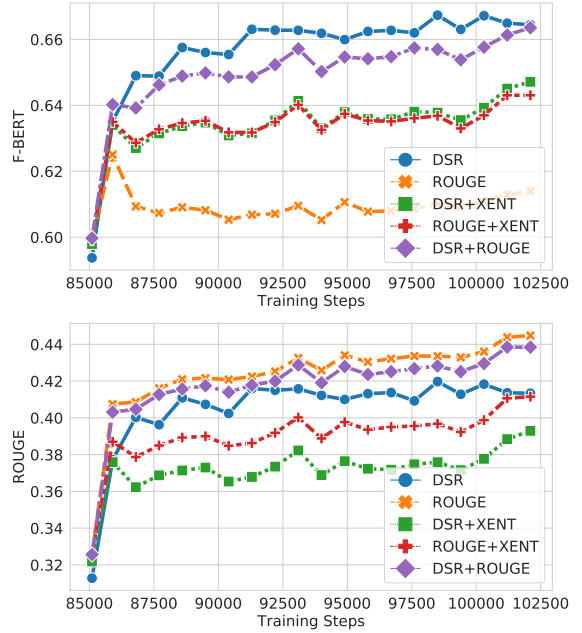 0.66
0.64
0.62
0.60
F-BERT
DSR
ROUGE
DSR+XENT
ROUGE+XENT
DSR+ROUGE
85000 87500 90000 92500 95000 97500 100000 102500
Training Steps
0.44
0.42
0.40
0.38
0.36
0.34
0.32
ROUGE
DSR
ROUGE
DSR+XENT
ROUGE+XENT
DSR+ROUGE
85000 87500 90000 92500 95000 97500 100000 102500
Training Steps